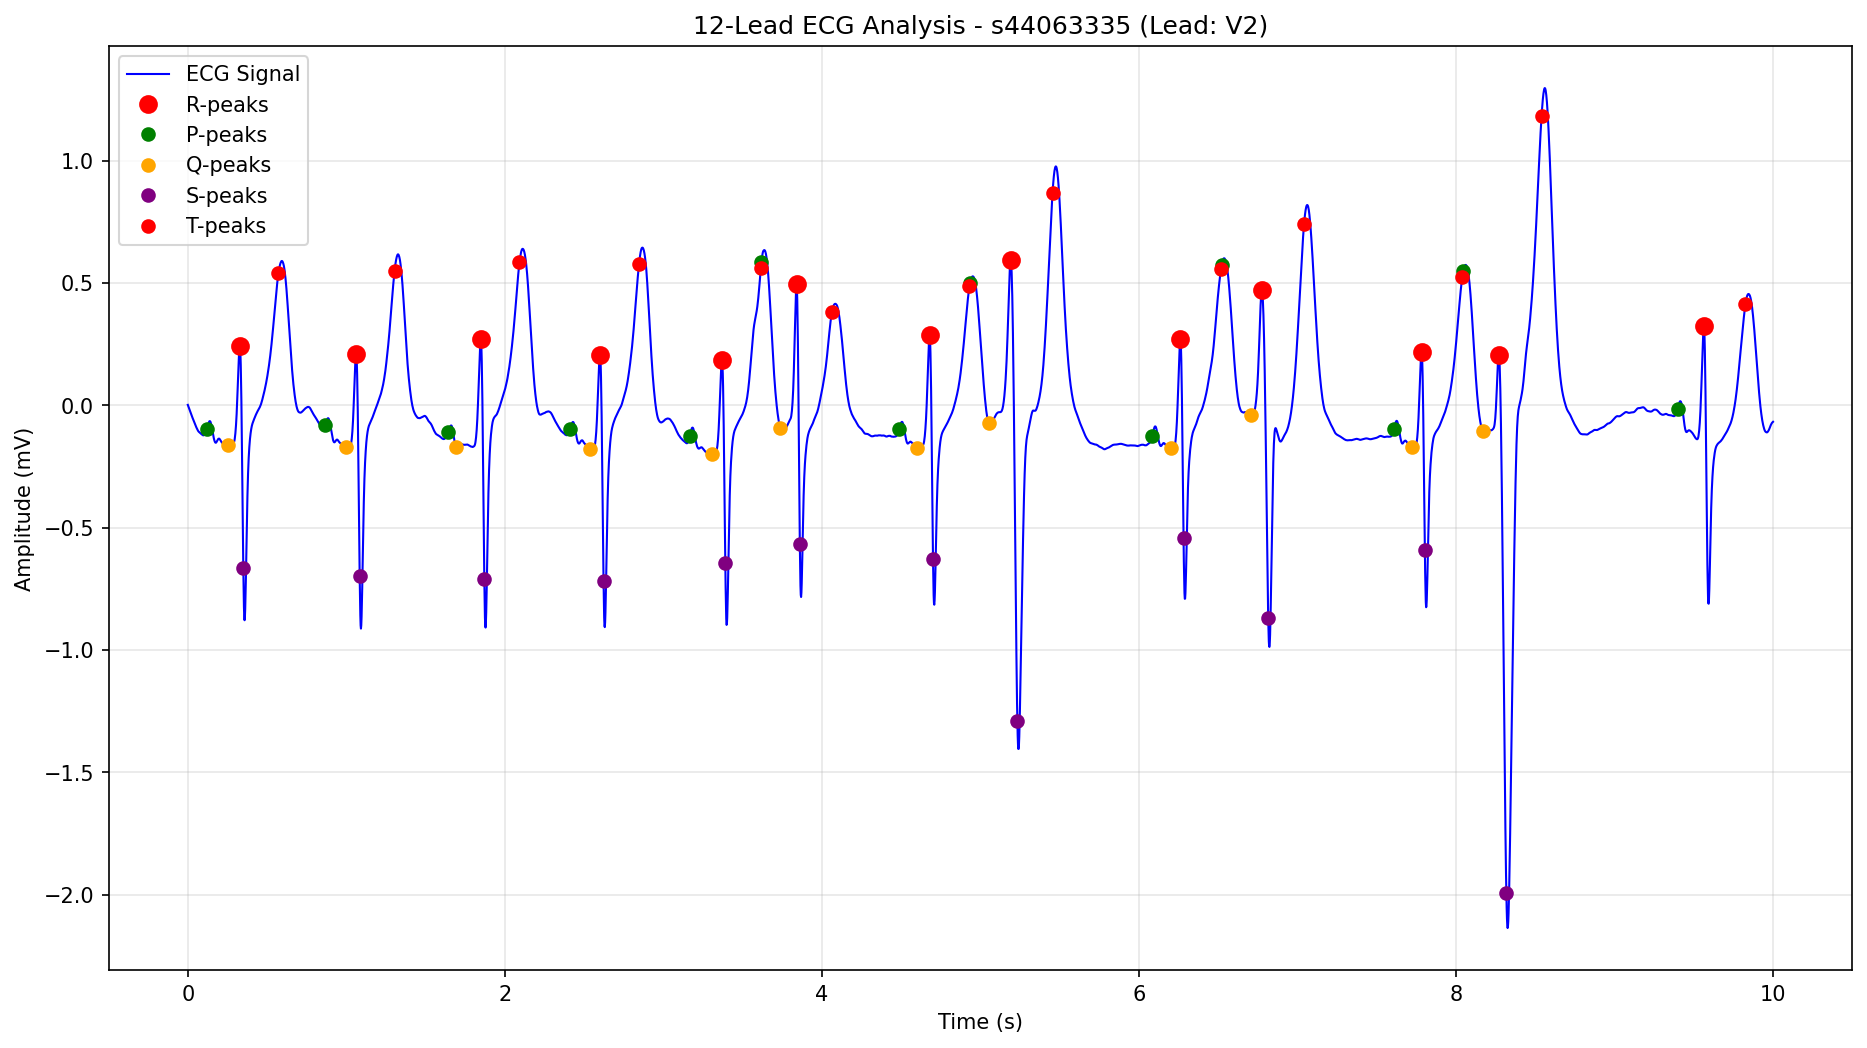 12-Lead ECG Analysis - s44063335 (Lead: V2)
ECG Signal
R-peaks
P-peaks
Q-peaks
S-peaks
T-peaks
Amplitude (mV)
1.0
0.5
0.0
−0.5
−1.0
−1.5
−2.0
0
2
4
6
8
10
Time (s)